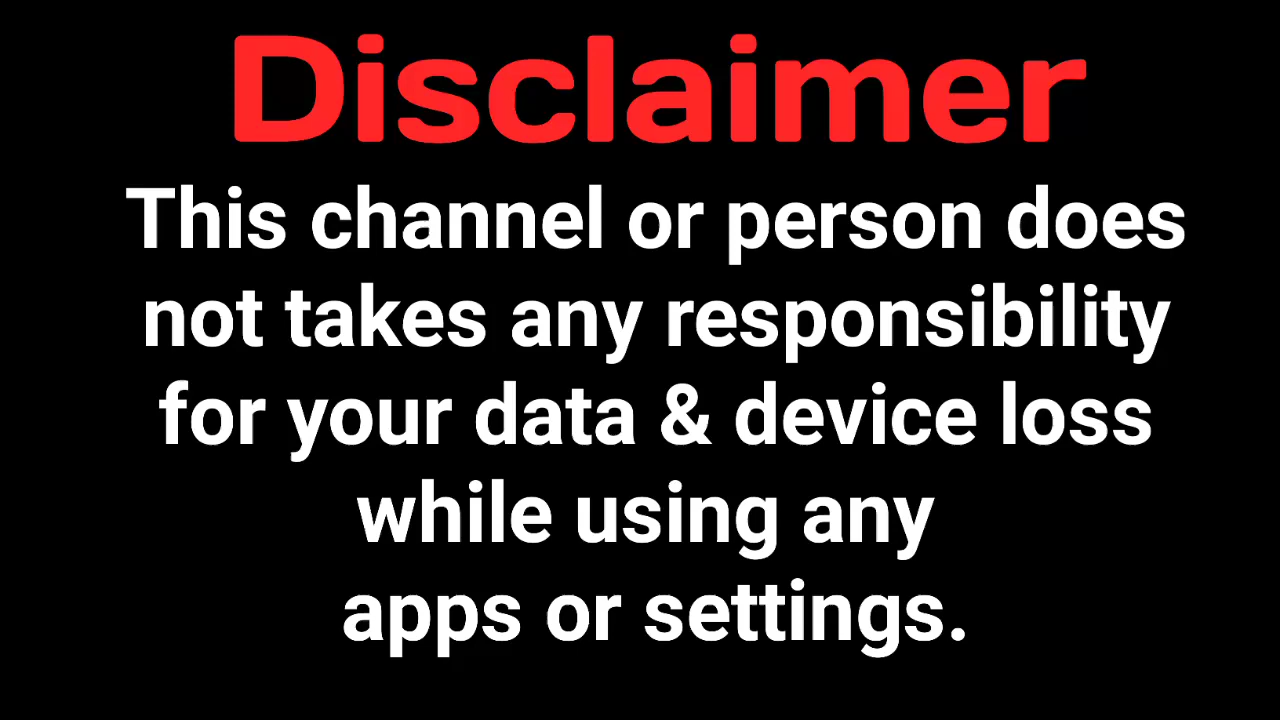 Disclaimer
This channel or person does
not takes any responsibility
for your data & device loss
while using any
apps or settings.